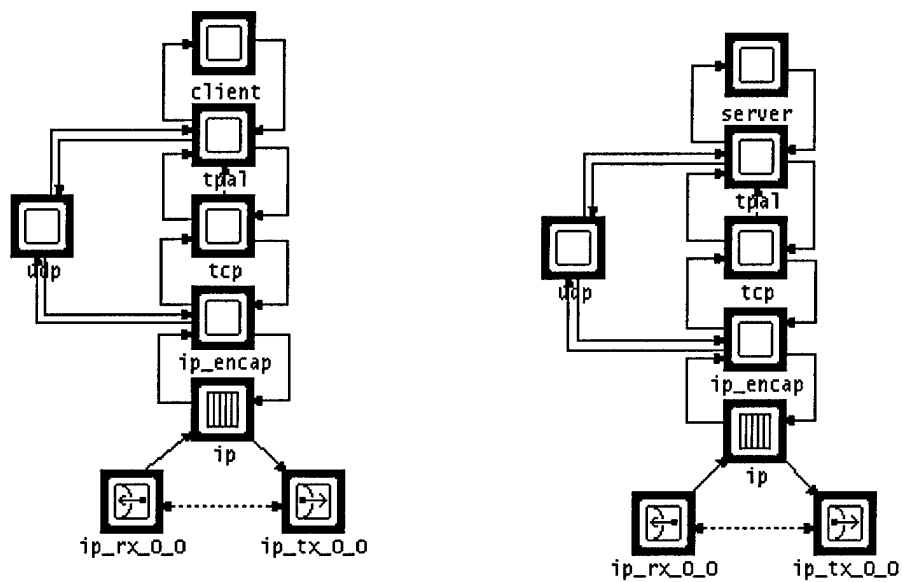 client
tpal
udp
tcp
ip_encap
ip
ip_rx_0_0
ip_tx_0_0
server
tpal
udp
tcp
ip_encap
ip
ip_rx_0_0
ip_tx_0_0